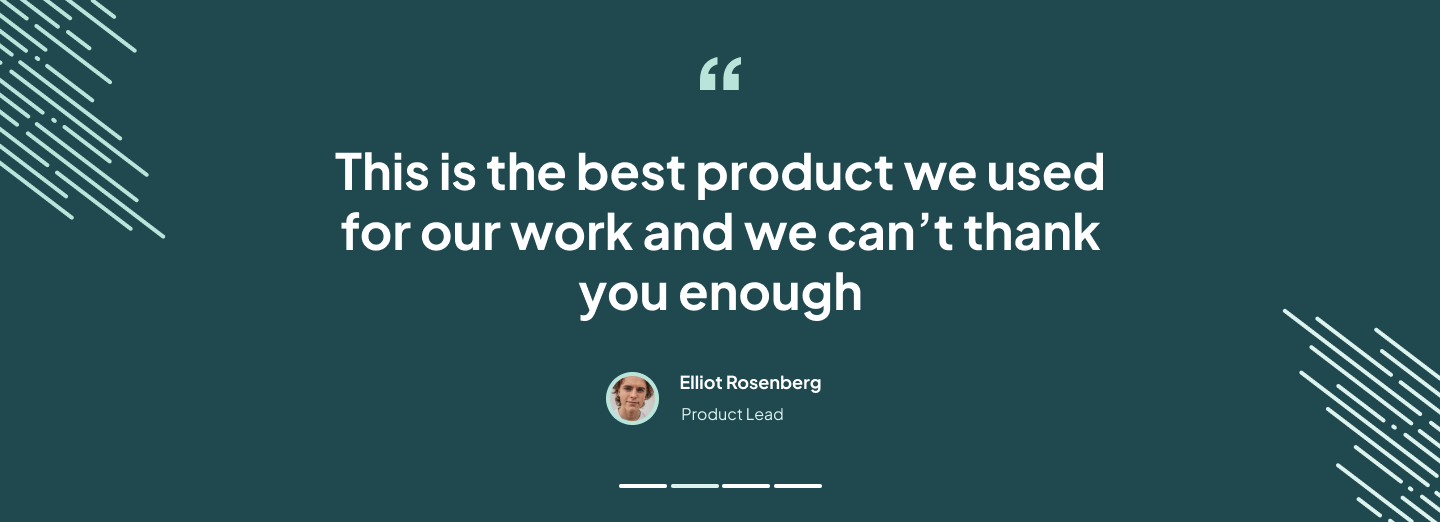 “
This is the best product we used
for our work and we can’t thank
you enough
Elliot Rosenberg
Product Lead